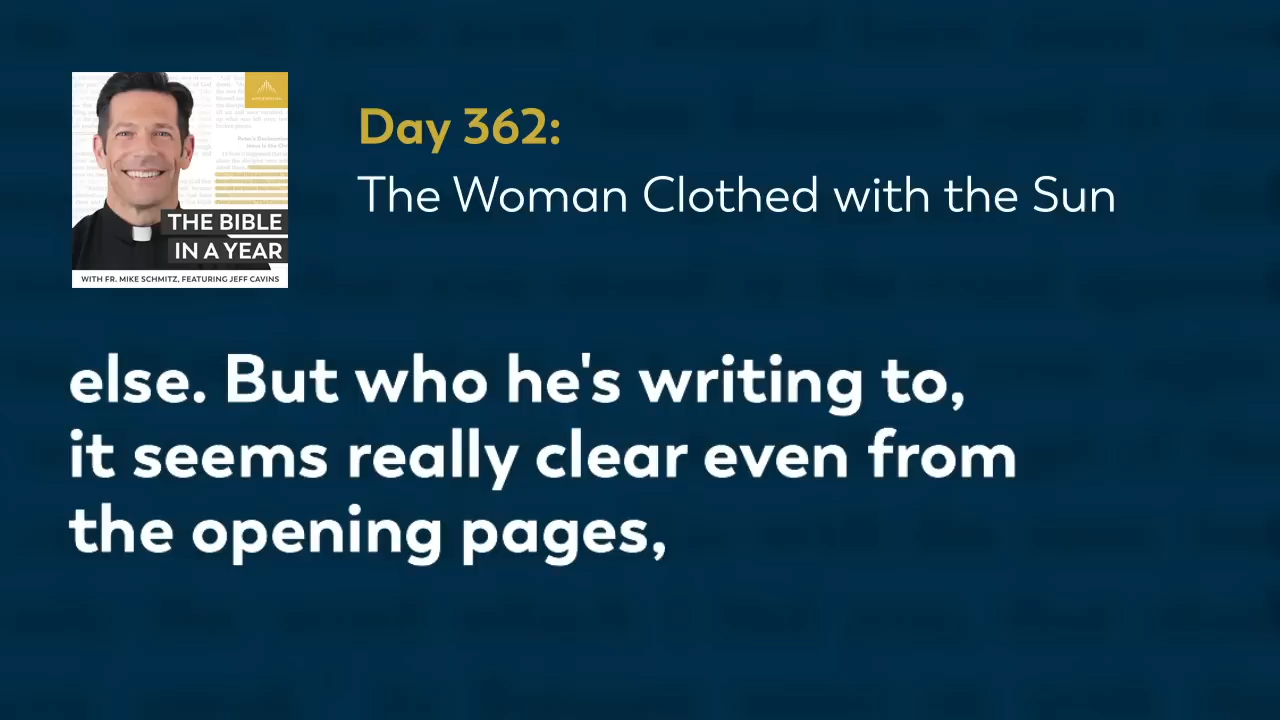 Day 362:
The Woman Clothed with the Sun
THE BIBLE
IN A YEAR
WITH FR. MIKE SCHMITZ, FEATURING JEFF CAVINS
else. But who he's writing to,
it seems really clear even from
the opening pages,